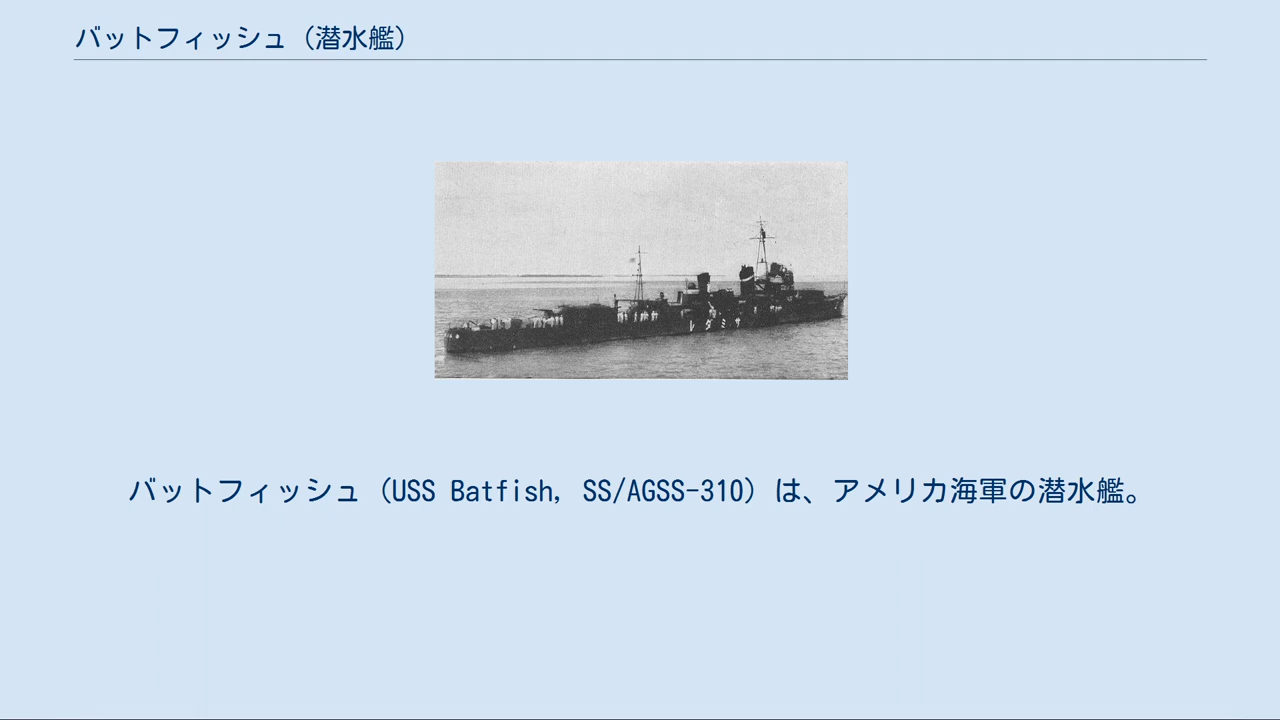 バットフィッシュ（潜水艦）
バットフィッシュ（USS Batfish, SS/AGSS-310）は、アメリカ海軍の潜水艦。